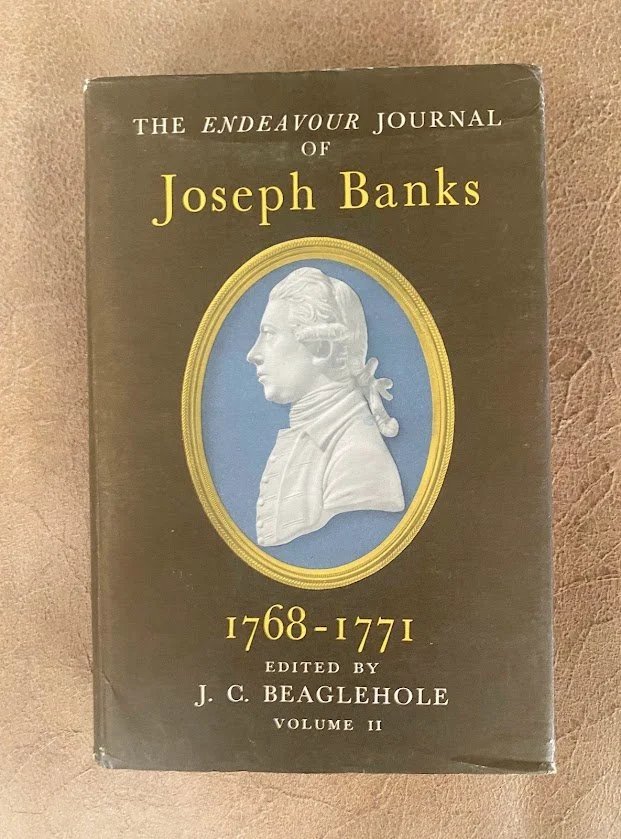 THE ENDEAVOUR JOURNAL
OF
Joseph Banks
1768-1771
EDITED BY
J. C. BEAGLEHOLE
VOLUME II